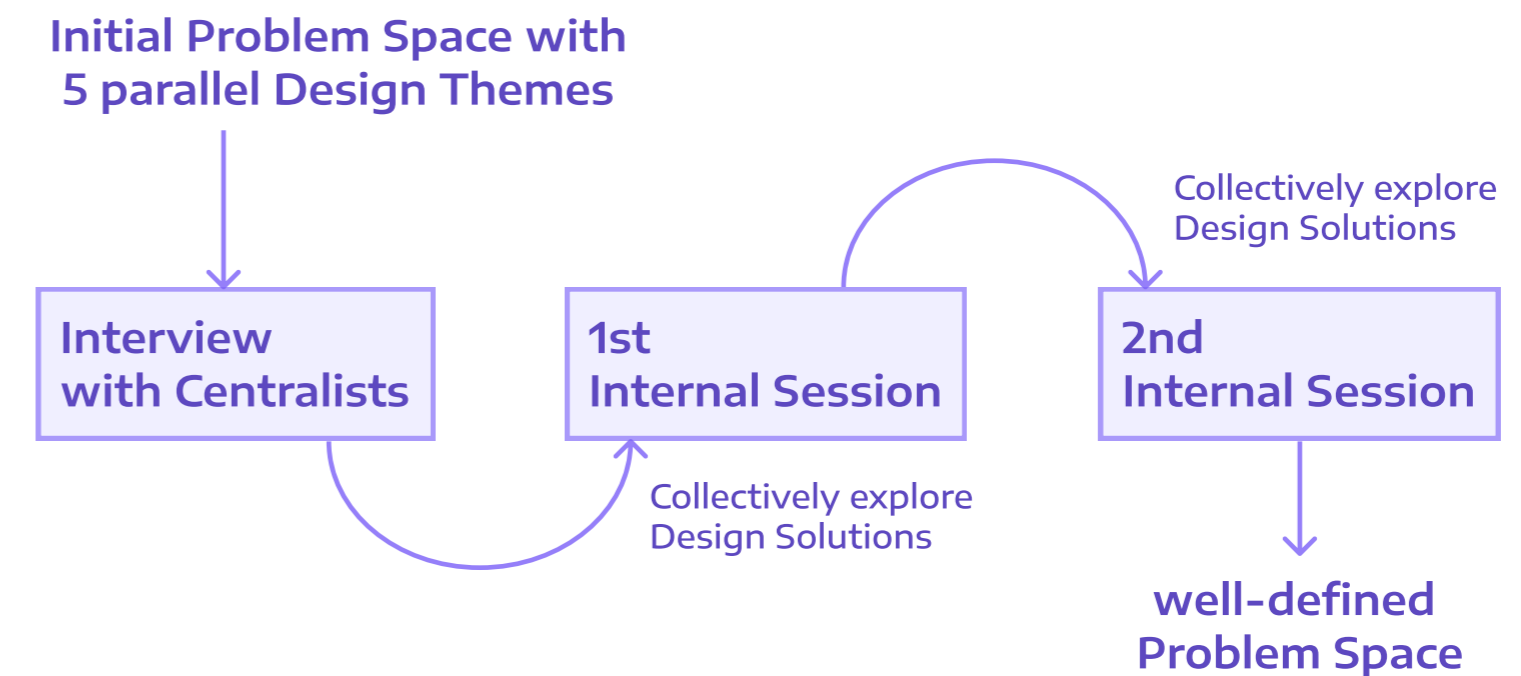 Initial Problem Space with
5 parallel Design Themes
Collectively explore
Design Solutions
Interview
with Centralists
1st
Internal Session
2nd
Internal Session
Collectively explore
Design Solutions
well-defined
Problem Space